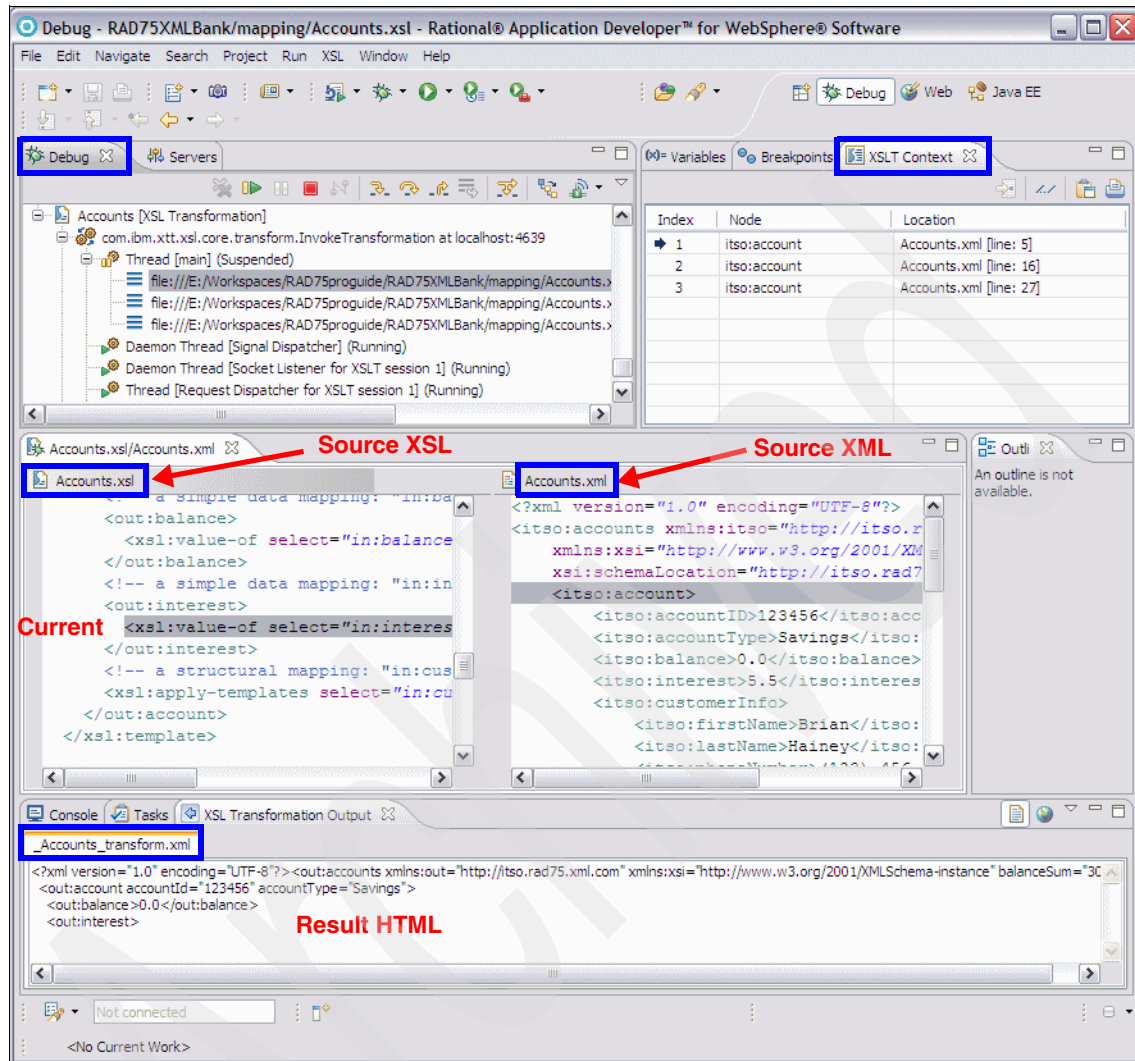 Debug - RAD75XMLBank/mapping/Accounts.xsl - Rational® Application Developer™ for WebSphere® Software
File Edit Navigate Search Project Run XSL Window Help
Debug Web Java EE
Debug Servers
Accounts [XSL Transformation]
com.ibm.xtt.xsl.core.transform.InvokeTransformation at localhost:4639
Thread [main] (Suspended)
file:///E:/Workspaces/RAD75proguide/RAD75XMLBank/mapping/Accounts.x
file:///E:/Workspaces/RAD75proguide/RAD75XMLBank/mapping/Accounts.x
file:///E:/Workspaces/RAD75proguide/RAD75XMLBank/mapping/Accounts.x
Daemon Thread [Signal Dispatcher] (Running)
Daemon Thread [Socket Listener for XSLT session 1] (Running)
Thread [Request Dispatcher for XSLT session 1] (Running)
(x)= Variables Breakpoints XSLT Context
Index Node Location
1 itso:account Accounts.xml [line: 5]
2 itso:account Accounts.xml [line: 16]
3 itso:account Accounts.xml [line: 27]
Accounts.xsl/Accounts.xml
Source XSL
Source XML
Accounts.xsl
<!-- a simple data mapping: "in:ba
<out:balance>
<xsl:value-of select="in:balance
</out:balance>
<!-- a simple data mapping: "in:in
<out:interest>
Current
<xsl:value-of select="in:interes
</out:interest>
<!-- a structural mapping: "in:cus
<xsl:apply-templates select="in:cu
</out:account>
</xsl:template>
Accounts.xml
<?xml version="1.0" encoding="UTF-8"?>
<itso:accounts xmlns:itso="http://itso.r
xmlns:xsi="http://www.w3.org/2001/XM
xsi:schemaLocation="http://itso.rad7
<itso:account>
<itso:accountID>123456</itso:acc
<itso:accountType>Savings</itso:
<itso:balance>0.0</itso:balance>
<itso:interest>5.5</itso:interes
<itso:customerInfo>
<itso:firstName>Brian</itso:
<itso:lastName>Hainey</itso:
Outli
An outline is not
available.
Console Tasks XSL Transformation Output
_Accounts_transform.xml
<?xml version="1.0" encoding="UTF-8"?><out:accounts xmlns:out="http://itso.rad75.xml.com" xmlns:xsi="http://www.w3.org/2001/XMLSchema-instance" balanceSum="30
<out:account accountId="123456" accountType="Savings">
<out:balance>0.0</out:balance>
<out:interest>
Result HTML
Not connected
<No Current Work>